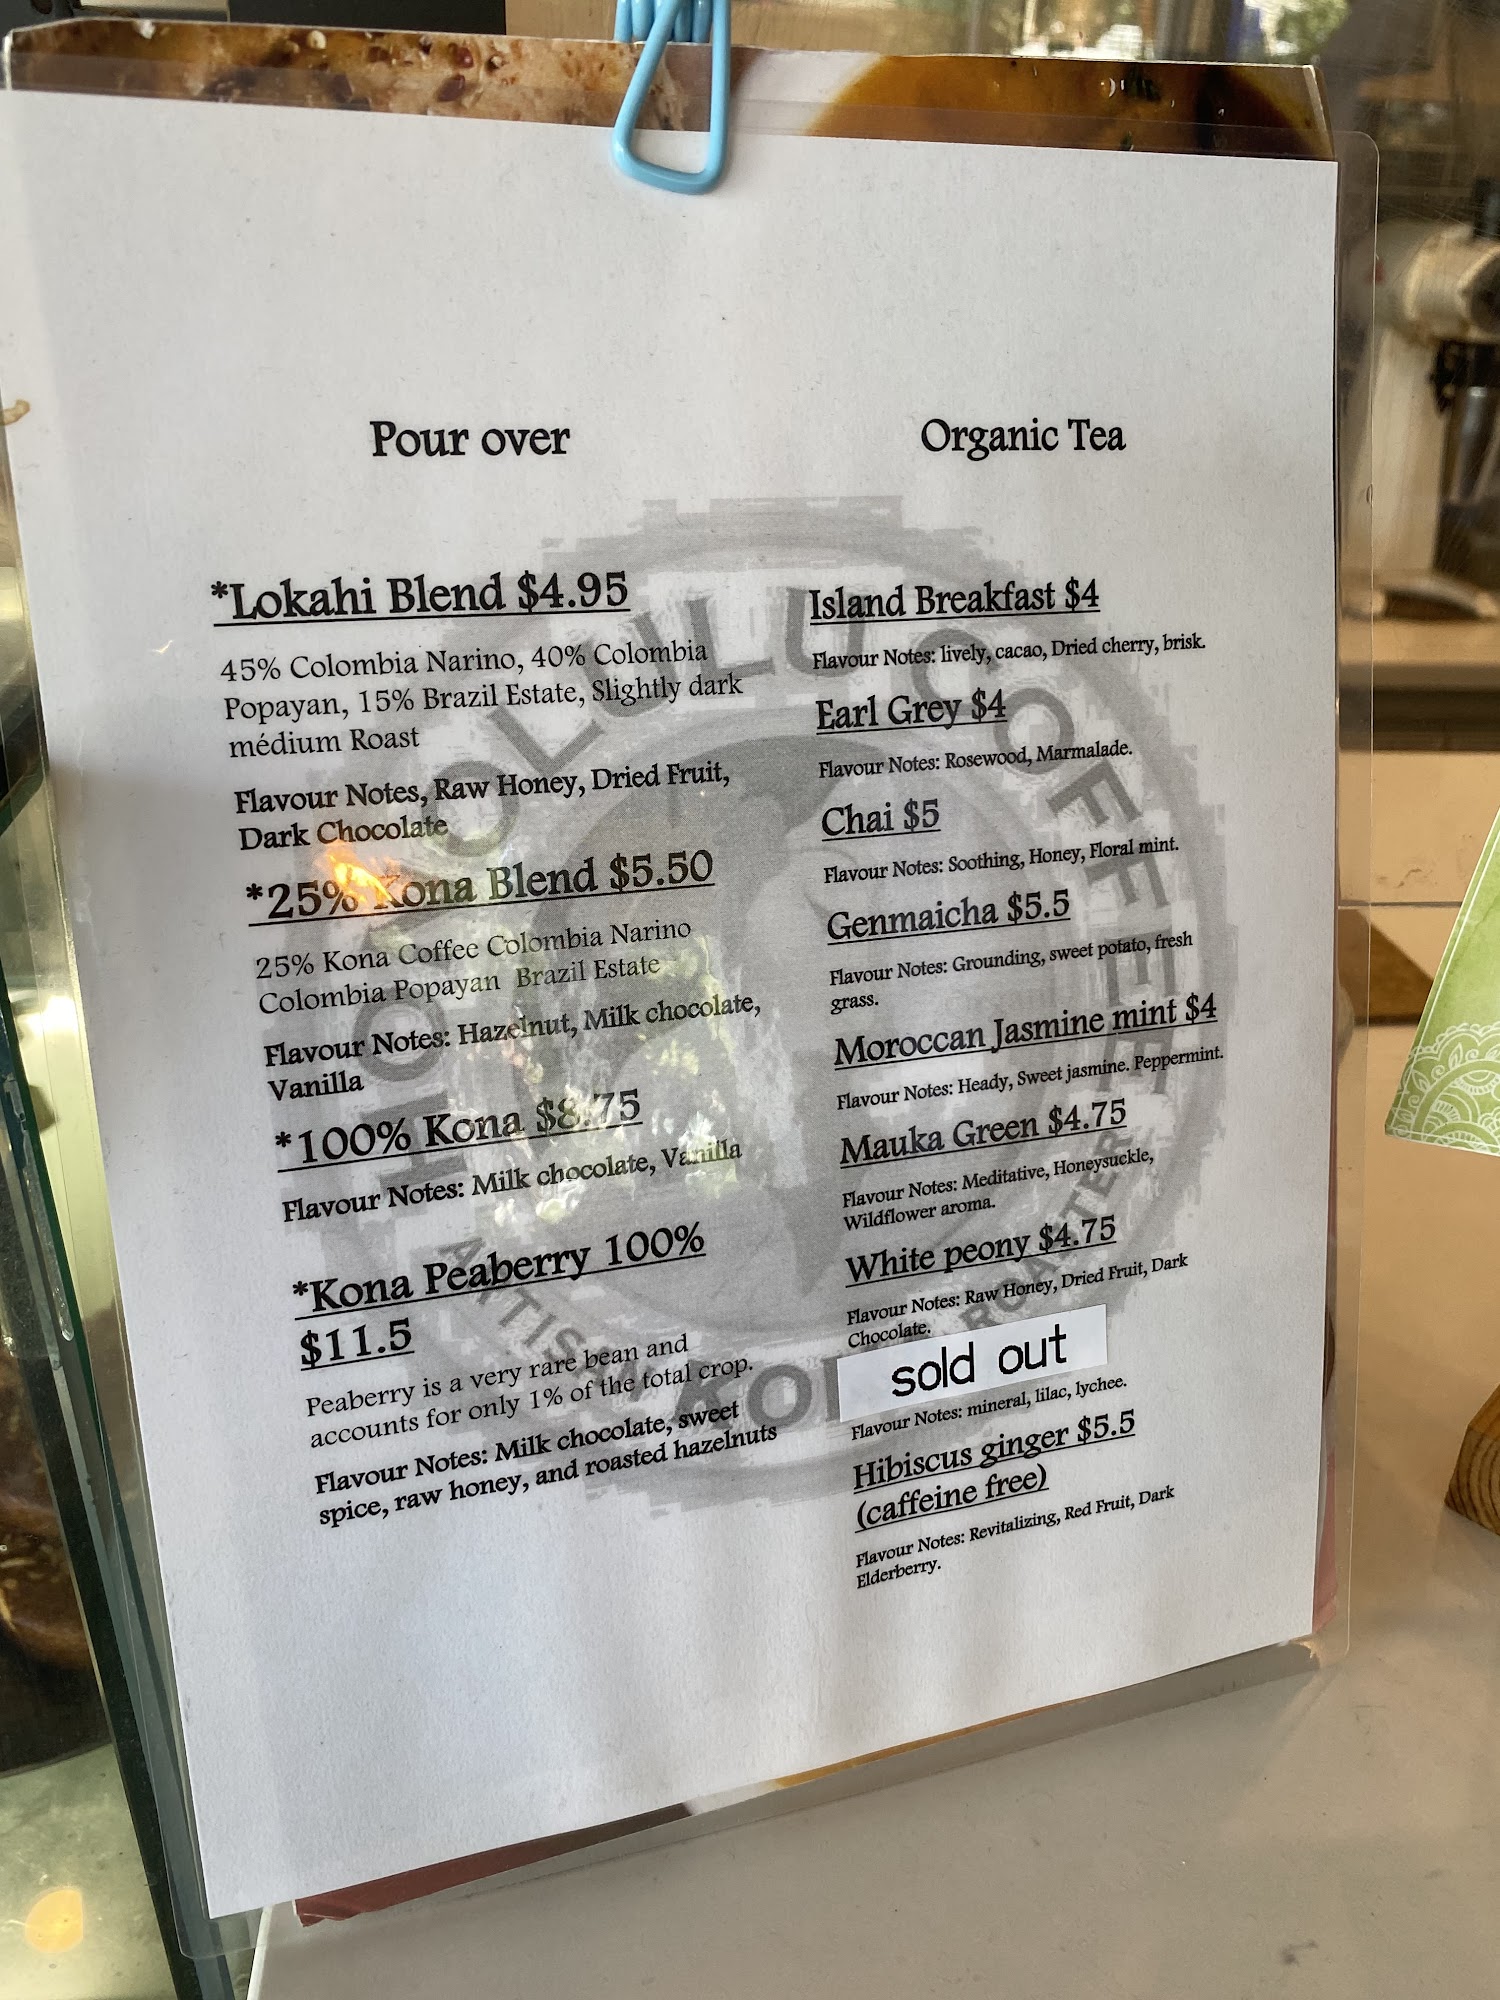 Pour over
*Lokahi Blend $4.95
45% Colombia Narino, 40% Colombia
Popayan, 15% Brazil Estate, Slightly dark
médium Roast
Flavour Notes, Raw Honey, Dried Fruit,
Dark Chocolate
*25% Kona Blend $5.50
25% Kona Coffee Colombia Narino
Colombia Popayan Brazil Estate
Flavour Notes: Hazelnut, Milk chocolate,
Vanilla
*100% Kona $8.75
Flavour Notes: Milk chocolate, Vanilla
*Kona Peaberry 100%
$11.5
Peaberry is a very rare bean and
accounts for only 1% of the total crop.
Flavour Notes: Milk chocolate, sweet
spice, raw honey, and roasted hazelnuts
Organic Tea
Island Breakfast $4
Flavour Notes: lively, cacao, Dried cherry, brisk.
Earl Grey $4
Flavour Notes: Rosewood, Marmalade.
Chai $5
Flavour Notes: Soothing, Honey, Floral mint.
Genmaicha $5.5
Flavour Notes: Grounding, sweet potato, fresh
grass.
Moroccan Jasmine mint $4
Flavour Notes: Heady, Sweet jasmine. Peppermint.
Mauka Green $4.75
Flavour Notes: Meditative, Honeysuckle,
Wildflower aroma.
White peony $4.75
Flavour Notes: Raw Honey, Dried Fruit, Dark
Chocolate.
sold out
Flavour Notes: mineral, lilac, lychee.
Hibiscus ginger $5.5
(caffeine free)
Flavour Notes: Revitalizing, Red Fruit, Dark
Elderberry.
HONOLULU COFFEE